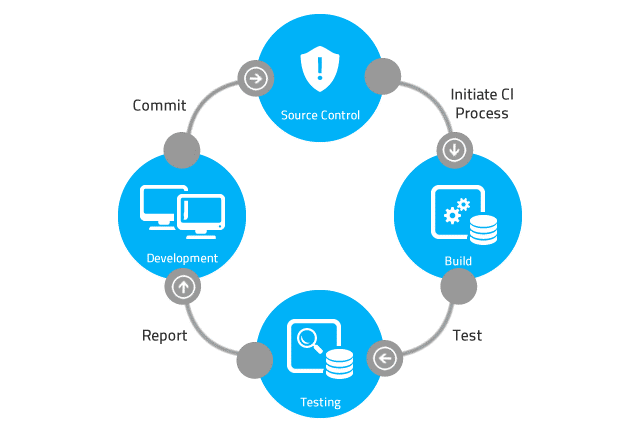 Source Control
Commit
Initiate CI
Process
Development
Build
Report
Test
Testing